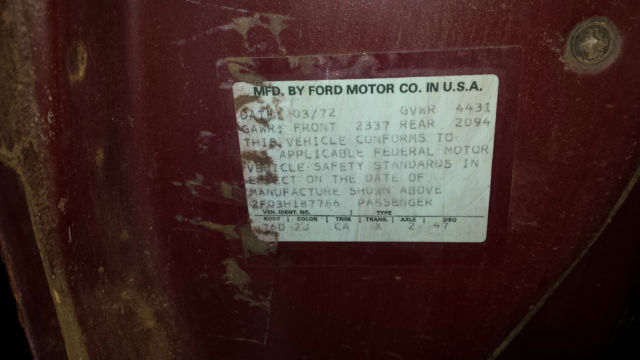 MFD. BY FORD MOTOR CO. IN U.S.A.
DATE: 03/72 GVWR 4431
GAWR: FRONT 2337 REAR 2094
THIS VEHICLE CONFORMS TO
APPLICABLE FEDERAL MOTOR
VEHICLE SAFETY STANDARDS IN
EFFECT ON THE DATE OF
MANUFACTURE SHOWN ABOVE
2F03H187766 PASSENGER
VEH. IDENT. NO. | TYPE
BODY | COLOR | TRIM | TRANS. | AXLE | DSO
76D 2J CA X 2 47